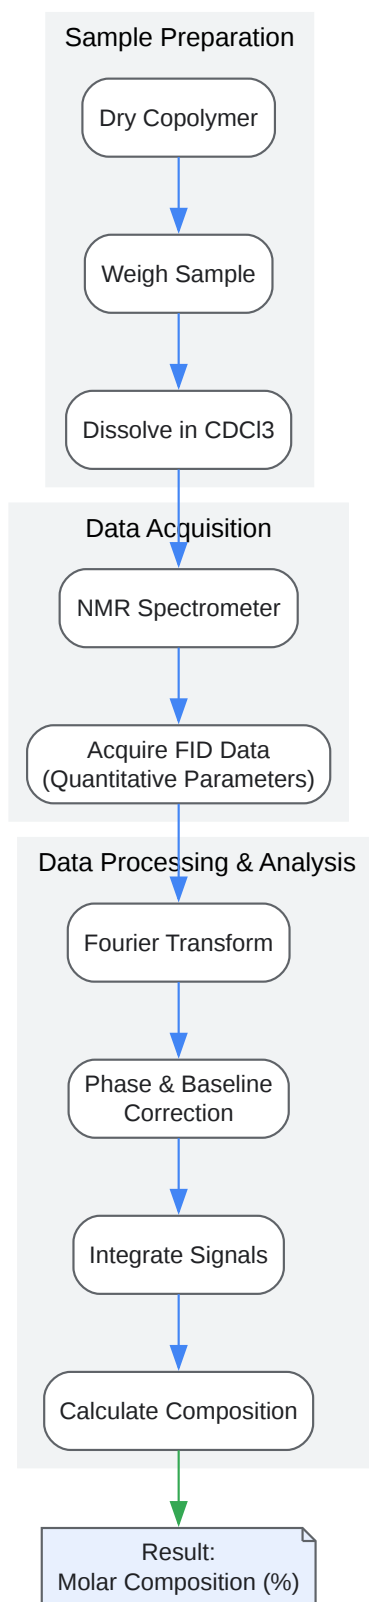 Sample Preparation
Dry Copolymer
Weigh Sample
Dissolve in CDCl3
Data Acquisition
NMR Spectrometer
Acquire FID Data
(Quantitative Parameters)
Data Processing & Analysis
Fourier Transform
Phase & Baseline
Correction
Integrate Signals
Calculate Composition
Result:
Molar Composition (%)